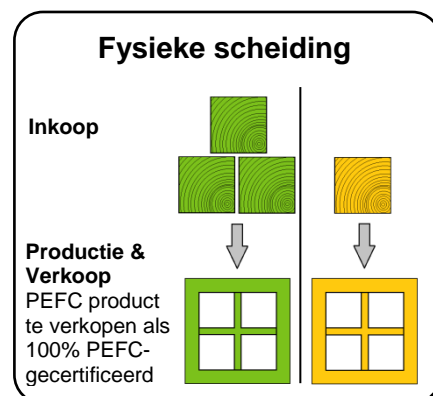 Fysieke scheiding
Inkoop
Productie &
Verkoop
PEFC product
te verkopen als
100% PEFC-
gecertificeerd